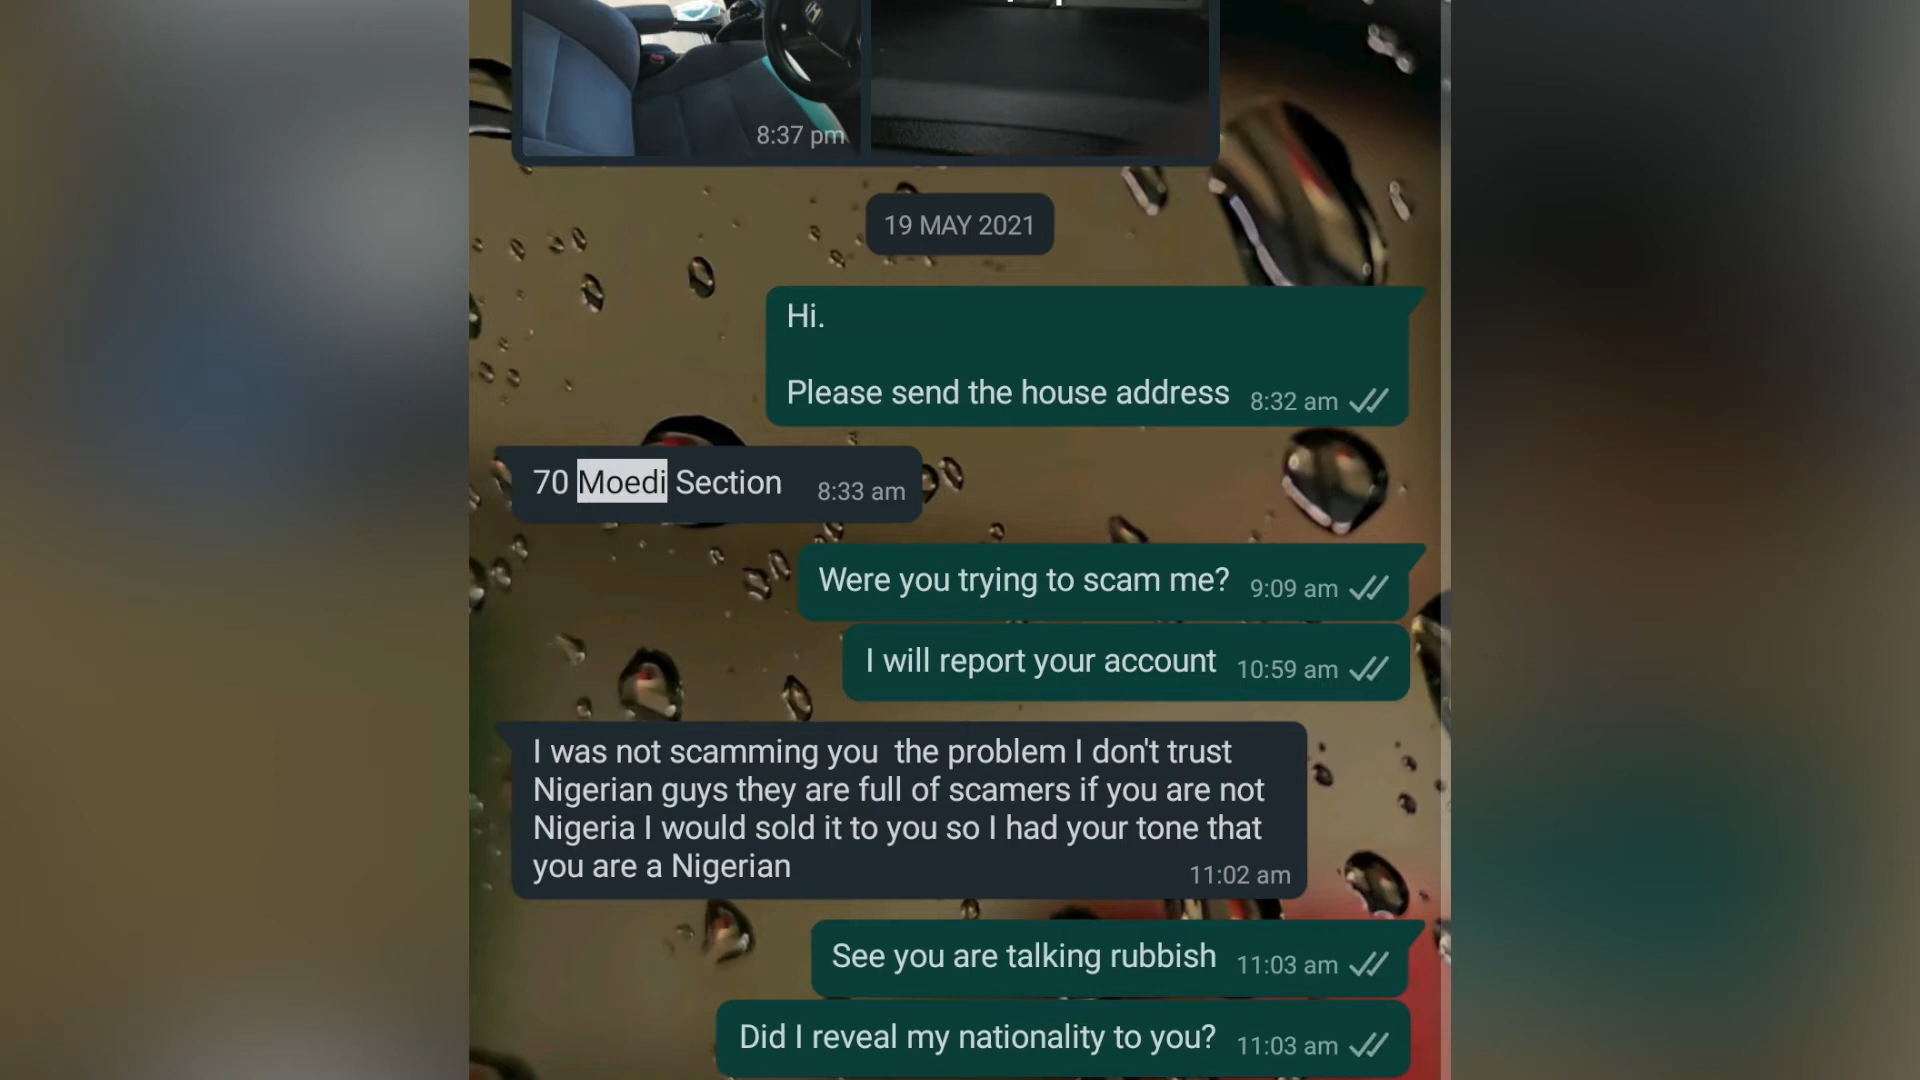 8:37 pm
19 MAY 2021
Hi.
Please send the house address 8:32 am
70 Moedi Section 8:33 am
Were you trying to scam me? 9:09 am
I will report your account 10:59 am
I was not scamming you  the problem I don't trust
Nigerian guys they are full of scamers if you are not
Nigeria I would sold it to you so I had your tone that
you are a Nigerian 11:02 am
See you are talking rubbish 11:03 am
Did I reveal my nationality to you? 11:03 am